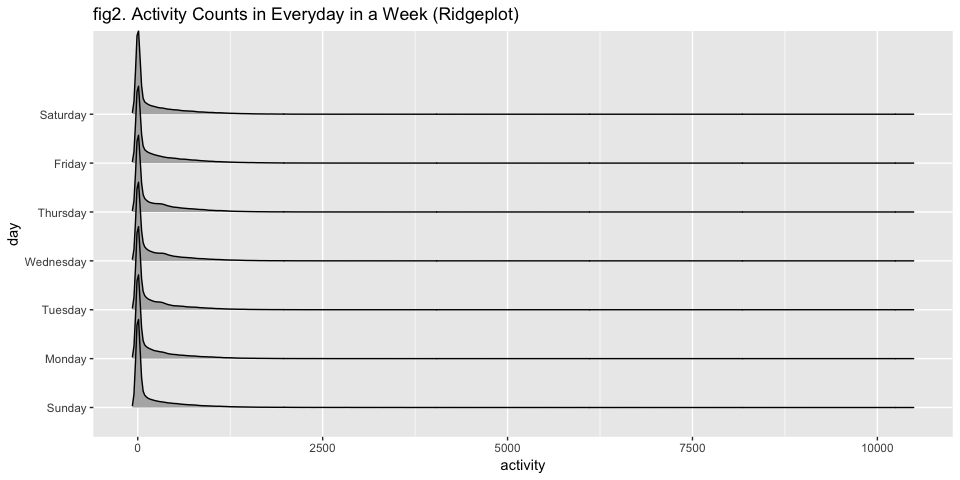 fig2. Activity Counts in Everyday in a Week (Ridgeplot)
Saturday
Friday
Thursday
Wednesday
Tuesday
Monday
Sunday
day
0 2500 5000 7500 10000
activity